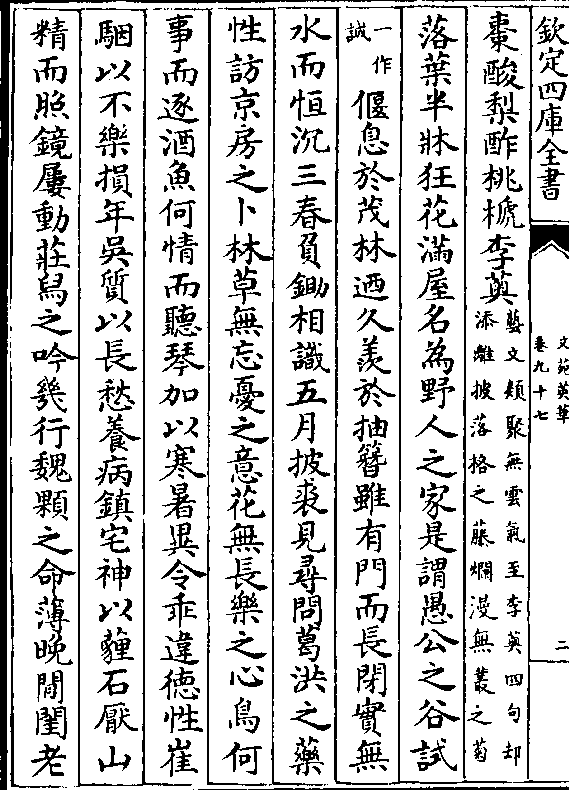 欽定四庫全書
文苑英華
卷九十七
二
棗酸梨酢桃榹李薁
藝文類聚無雲氣至李薁四句却
添離披落格之藤爛漫無叢之菊
落葉半牀狂花滿屋名為野人之家是謂愚公之谷試
一作
誠
偃息於茂林迺久羨於抽簮雖有門而長閉實無
水而恒沉三春負鋤相識五月披裘見尋問葛洪之藥
性訪京房之卜林草無忘憂之意花無長樂之心鳥何
事而逐酒魚何情而聽琴加以寒暑異令乖違德性崔
駰以不樂損年吳質以長愁養病鎮宅神以薶石厭山
精而照鏡屢動莊舄之吟幾行魏顆之命薄晚閒閨老